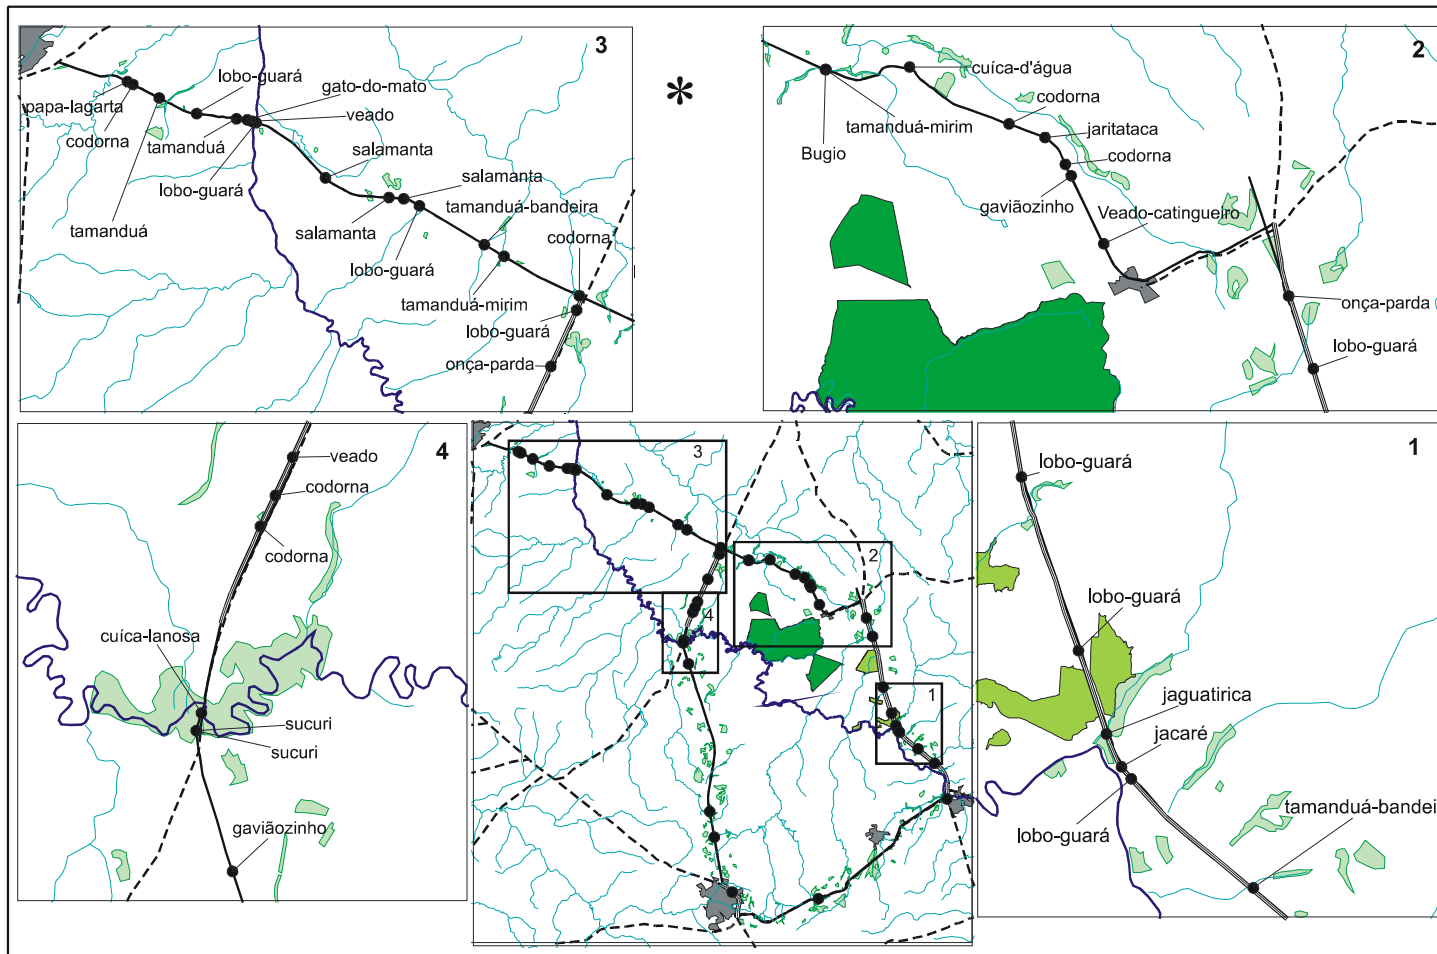 3
lobo-guará
gato-do-mato
papa-lagarta
veado
codorna
tamanduá
salamanta
lobo-guará
salamanta
tamanduá
salamanta
tamanduá-bandeira
codorna
lobo-guará
tamanduá-mirim
lobo-guará
onça-parda
*
2
cuíca-d'água
codorna
tamanduá-mirim
jaritataca
Bugio
codorna
gaviãozinho
Veado-catingueiro
onça-parda
lobo-guará
4
veado
codorna
codorna
cuíca-lanosa
sucuri
sucuri
gaviãozinho
3
2
4
1
1
lobo-guará
lobo-guará
jaguatirica
jacaré
lobo-guará
tamanduá-bandei